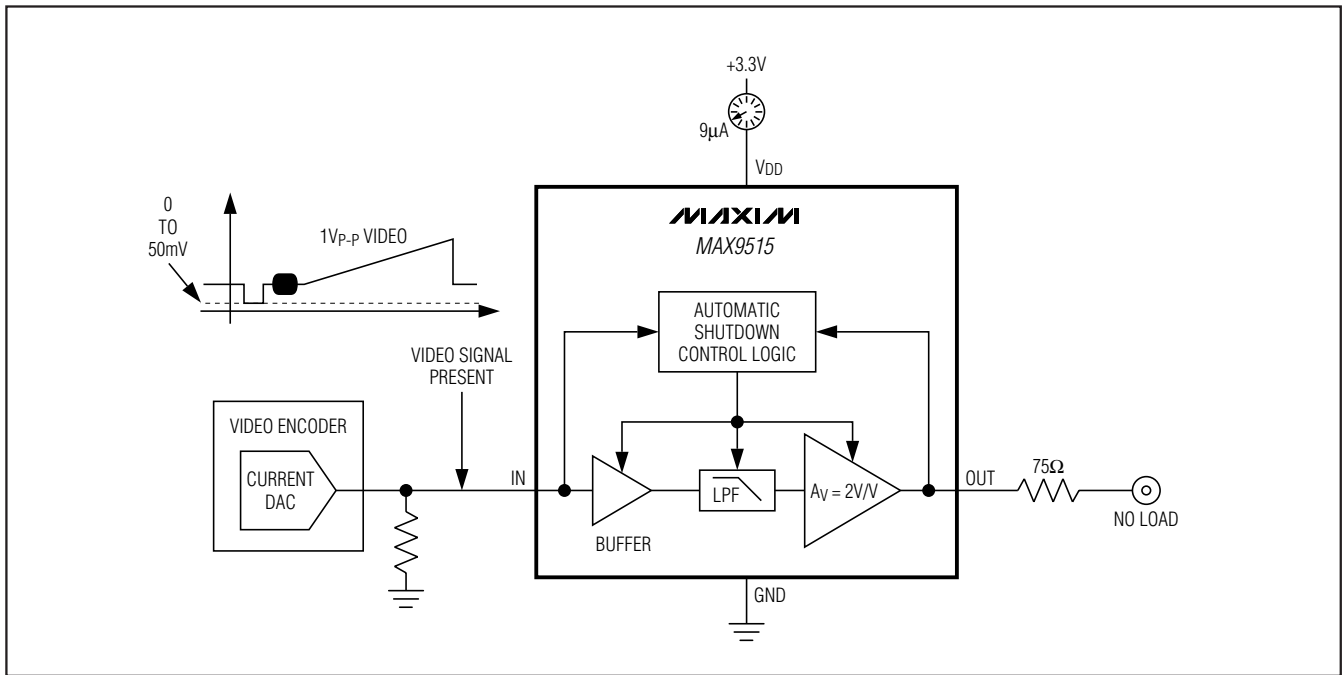 +3.3V
9µA
VDD
0
TO
50mV
1VP-P VIDEO
MAXIM
MAX9515
AUTOMATIC
SHUTDOWN
CONTROL LOGIC
VIDEO SIGNAL
PRESENT
VIDEO ENCODER
CURRENT
DAC
IN
BUFFER
LPF
AV = 2V/V
OUT
75Ω
NO LOAD
GND